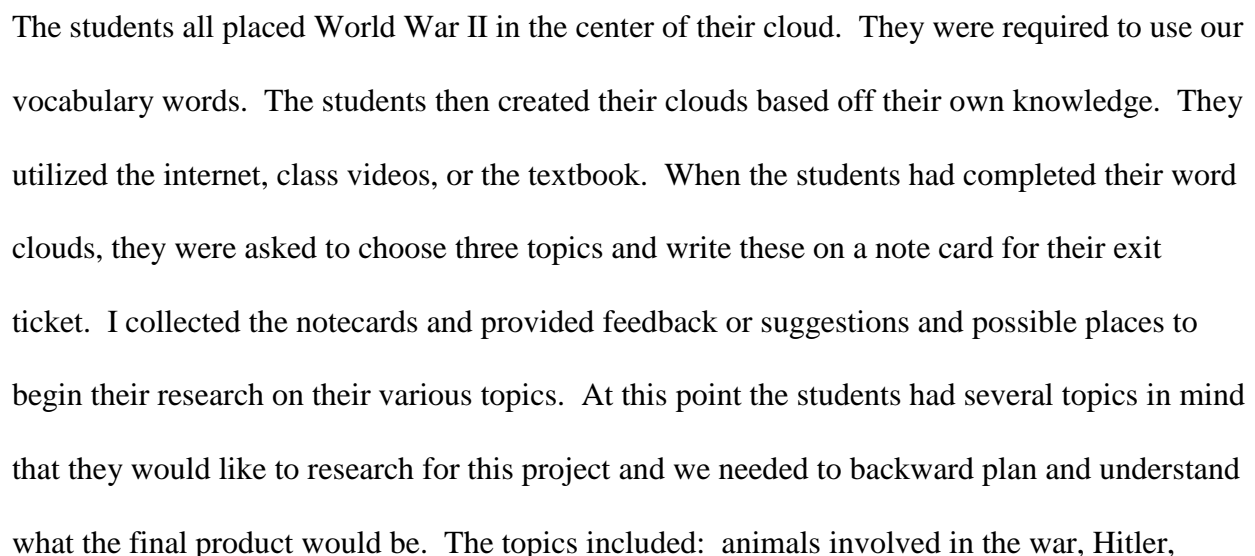 The students all placed World War II in the center of their cloud.  They were required to use our
vocabulary words.  The students then created their clouds based off their own knowledge.  They
utilized the internet, class videos, or the textbook.  When the students had completed their word
clouds, they were asked to choose three topics and write these on a note card for their exit
ticket.  I collected the notecards and provided feedback or suggestions and possible places to
begin their research on their various topics.  At this point the students had several topics in mind
that they would like to research for this project and we needed to backward plan and understand
what the final product would be.  The topics included:  animals involved in the war, Hitler,